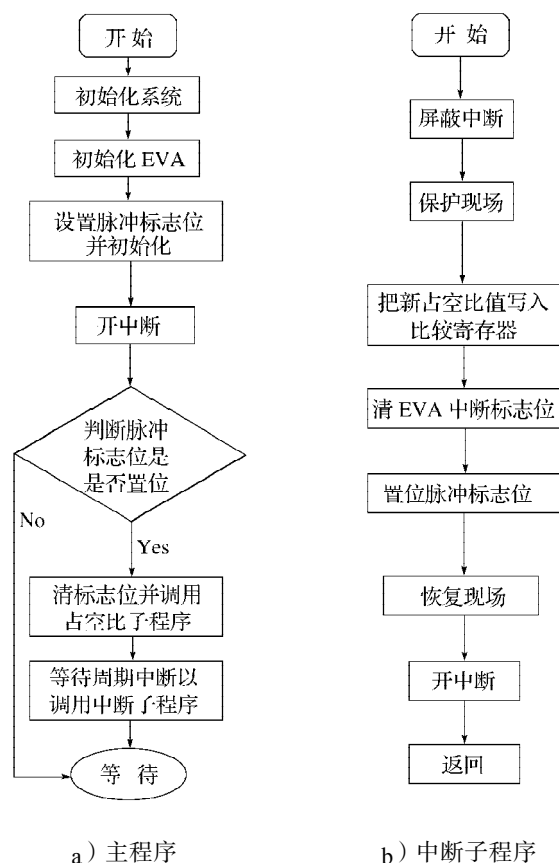 开始
初始化系统
初始化 EVA
设置脉冲标志位
并初始化
开中断
判断脉冲
标志位是
是否置位
No
Yes
清标志位并调用
占空比子程序
等待周期中断以
调用中断子程序
等待
a）主程序
开始
屏蔽中断
保护现场
把新占空比值写入
比较寄存器
清 EVA 中断标志位
置位脉冲标志位
恢复现场
开中断
返回
b）中断子程序